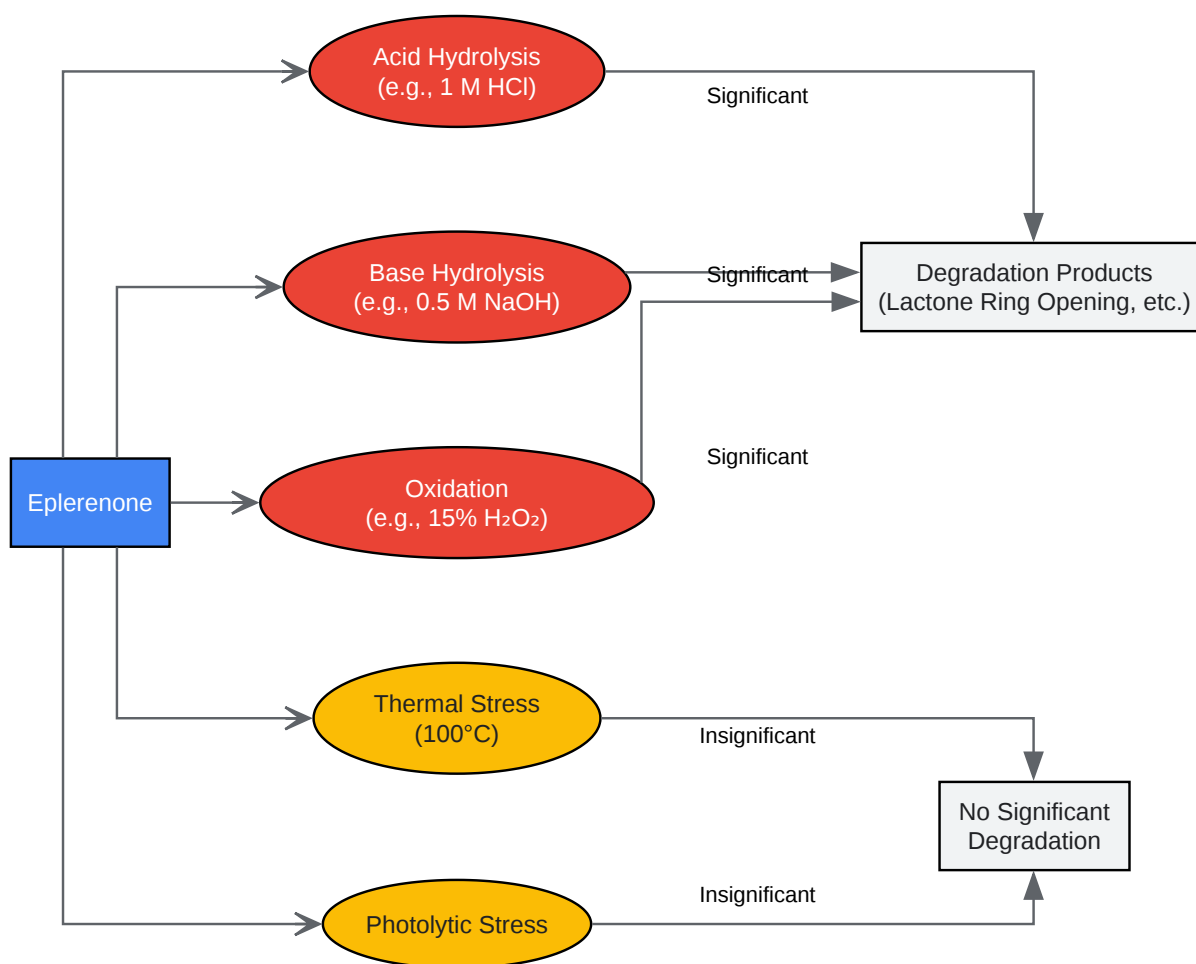 Acid Hydrolysis
(e.g., 1 M HCl)
Significant
Base Hydrolysis
(e.g., 0.5 M NaOH)
Significant
Degradation Products
(Lactone Ring Opening, etc.)
Eplerenone
Oxidation
(e.g., 15% H₂O₂)
Significant
Thermal Stress
(100°C)
Insignificant
No Significant
Degradation
Photolytic Stress
Insignificant